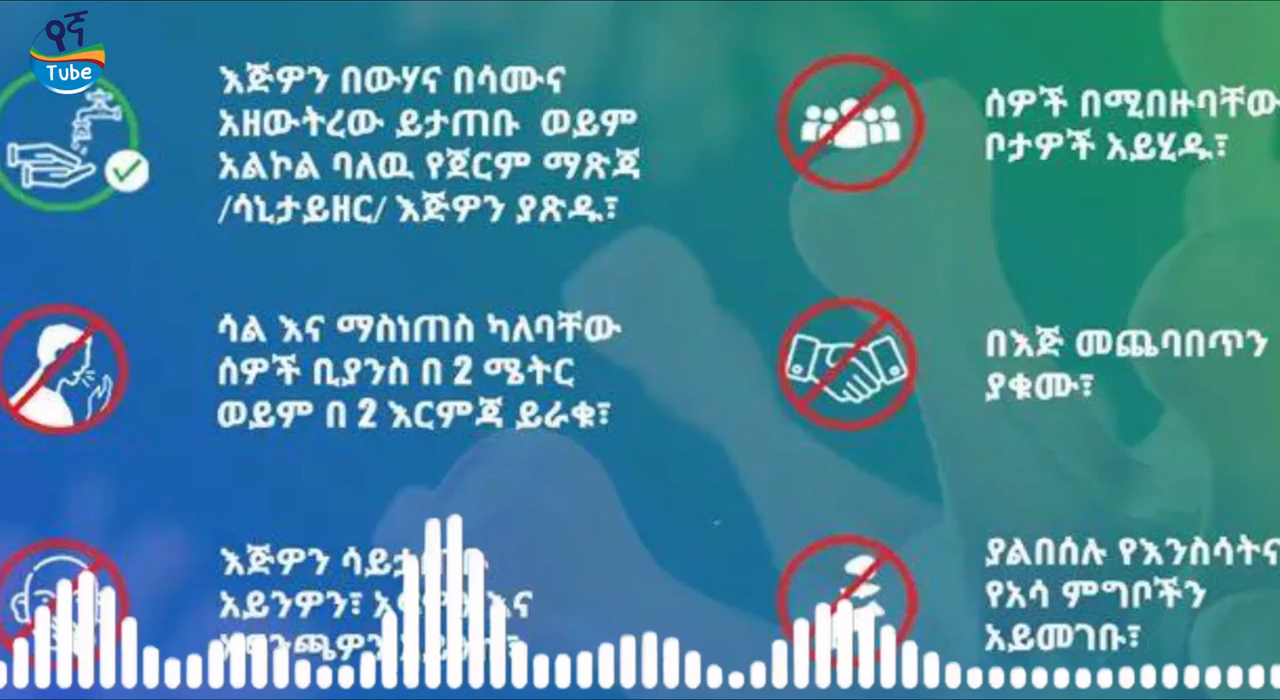 የኛ
Tube
እጅዎን በውሃና በሳሙና
አዘውትረው ይታጠቡ ወይም
አልኮል ባለዉ የጀርም ማጽጃ
/ሳኒታይዘር/ እጅዎን ያጽዱ፣
ሰዎች በሚበዙባቸው
ቦታዎች አይሂዱ፣
ሳል እና ማስነጠስ ካለባቸው
ሰዎች ቢያንስ በ 2 ሜትር
ወይም በ 2 እርምጃ ይራቁ፣
በእጅ መጨባበጥን
ያቁሙ፣
እጅዎን
አይንዎን፣ እና
ያልበሰሉ የእንስሳትና
የአሳ ምግቦችን
አይመገቡ፣